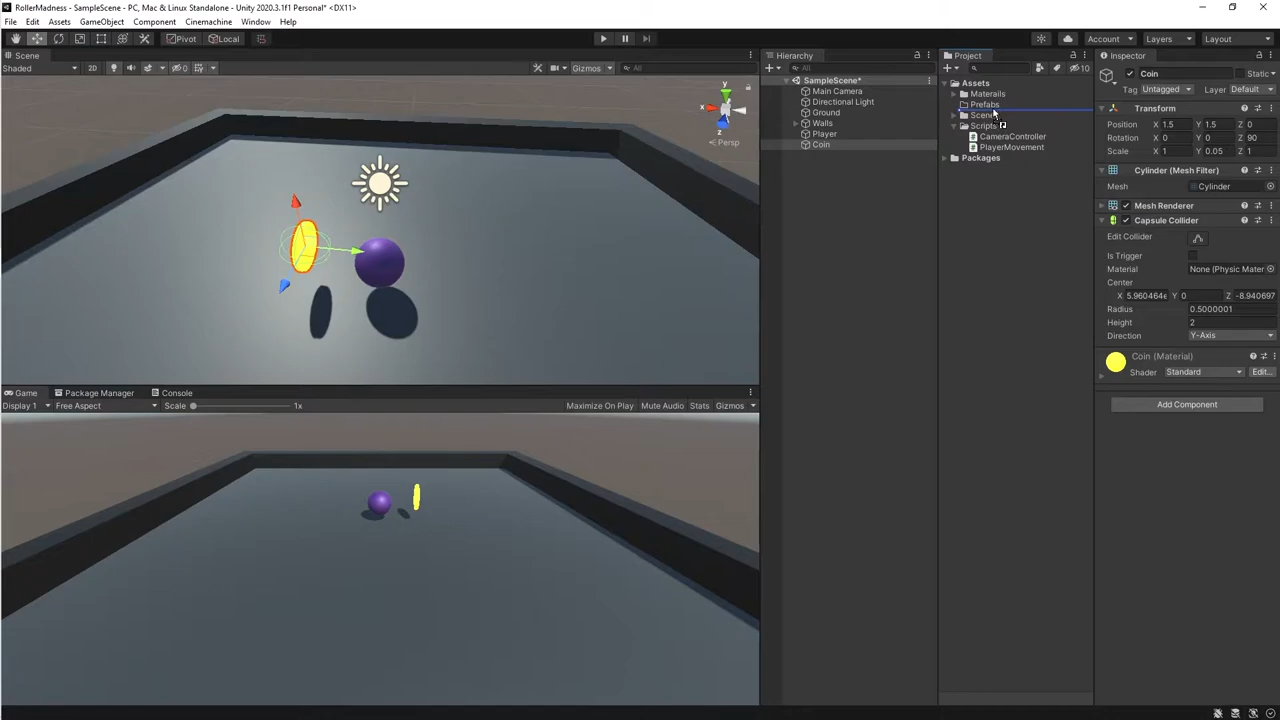 RollerMadness - SampleScene - PC, Mac & Linux Standalone - Unity 2020.3.1f1 Personal* <DX11>
File Edit Assets GameObject Component Cinemachine Window Help
Pivot Local Account Layers Layout
Scene
Shaded 2D 0 Gizmos All
y
x
z
Persp
Game Package Manager Console
Display 1 Free Aspect Scale 1x Maximize On Play Mute Audio Stats Gizmos
Hierarchy
All
SampleScene*
Main Camera
Directional Light
Ground
Walls
Player
Coin
Project
10
Assets
Materails
Prefabs
Scene
Scripts
CameraController
PlayerMovement
Packages
Inspector
Coin Static
Tag Untagged Layer Default
Transform
Position X 1.5 Y 1.5 Z 0
Rotation X 0 Y 0 Z 90
Scale X 1 Y 0.05 Z 1
Cylinder (Mesh Filter)
Mesh Cylinder
Mesh Renderer
Capsule Collider
Edit Collider
Is Trigger
Material None (Physic Mater
Center
X 5.960464e Y 0 Z -8.940697
Radius 0.5000001
Height 2
Direction Y-Axis
Coin (Material)
Shader Standard Edit...
Add Component